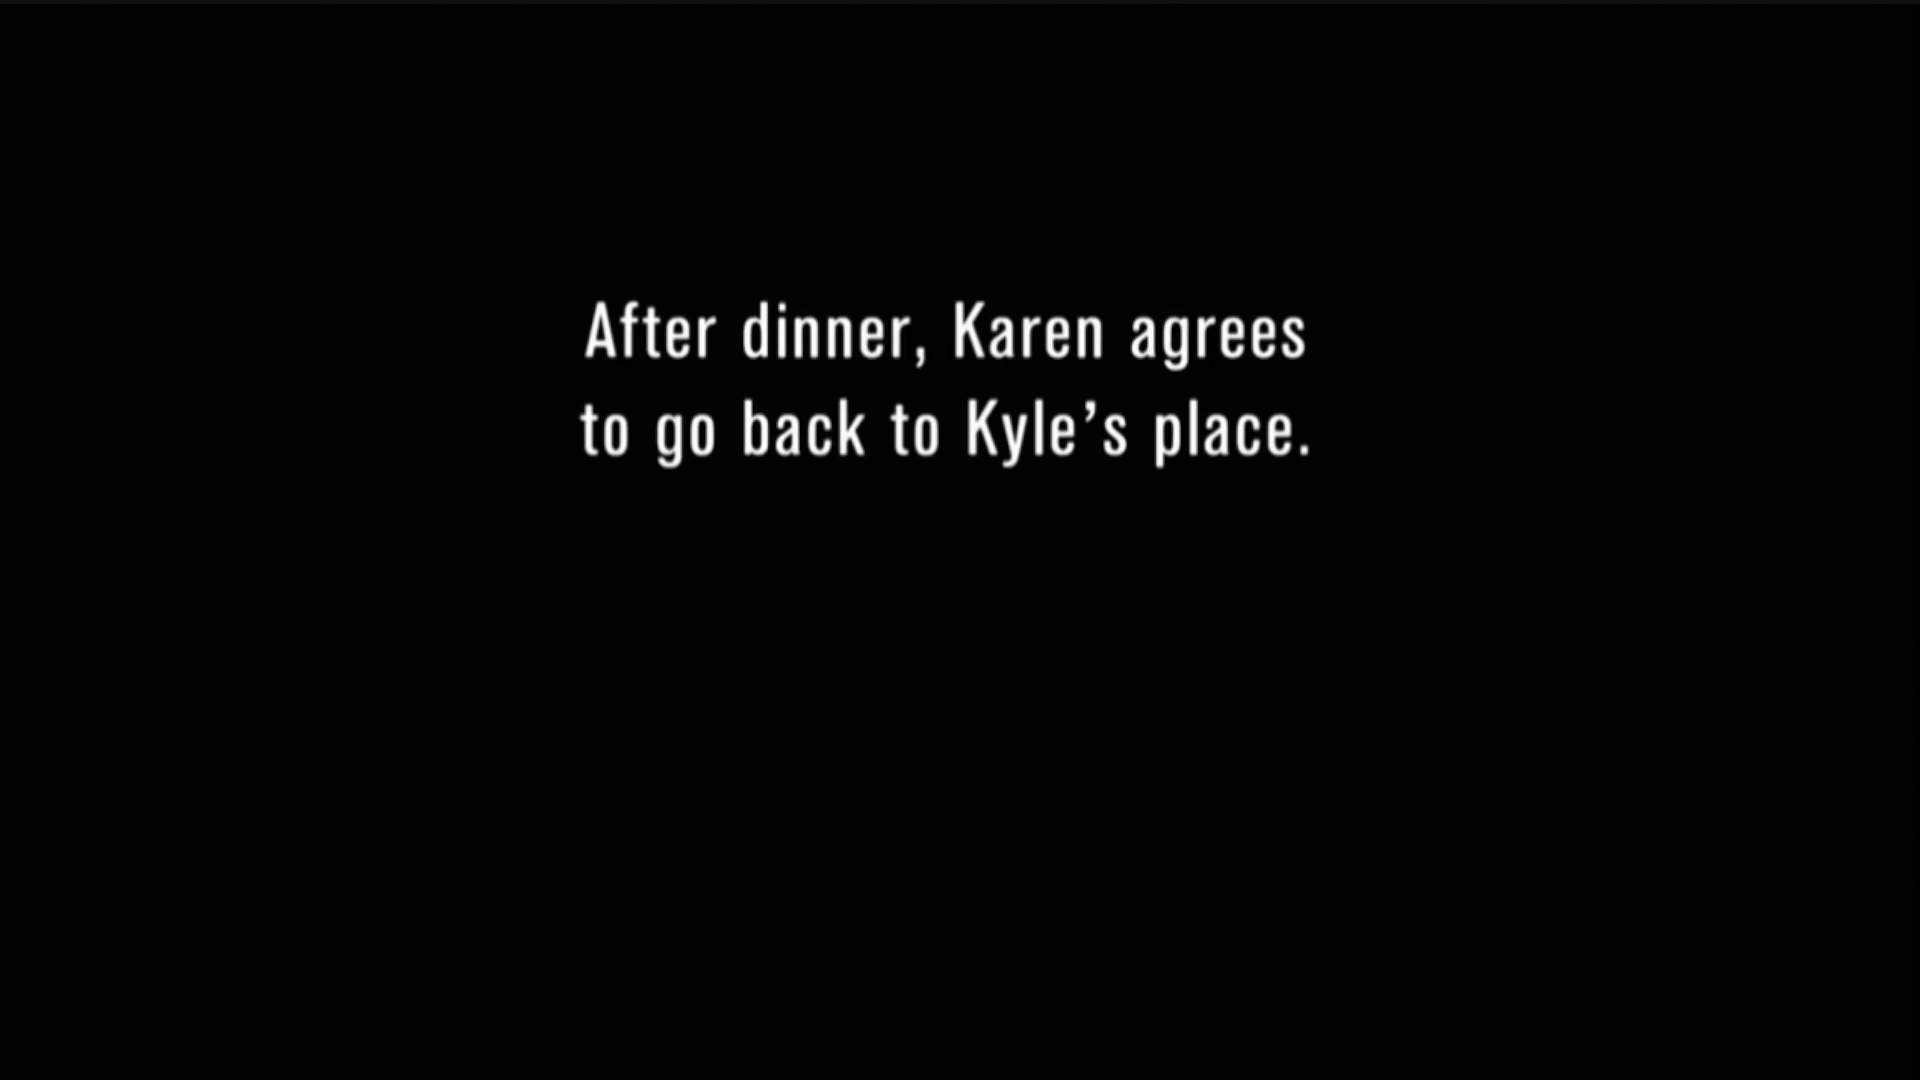 After dinner, Karen agrees
to go back to Kyle’s place.